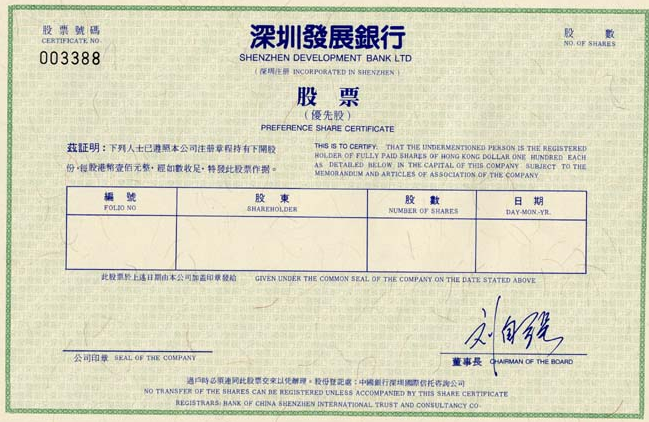 股票號碼
CERTIFICATE NO.
003388
深圳發展銀行
SHENZHEN DEVELOPMENT BANK LTD
(深圳注册 INCORPORATED IN SHENZHEN)
股數
NO. OF SHARES
股票
(優先股)
PREFERENCE SHARE CERTIFICATE
茲証明:下列人士已遵照本公司注册章程持有下開股
份,每股港幣壹佰元整,經如數收足,特發此股票作據。
THIS IS TO CERTIFY. THAT THE UNDERMENTIONED PERSON IS THE REGISTERED
HOLDER OF FULLY PAID SHARES OF HONG KONG DOLLAR ONE HUNDRED EACH
AS DETAILED BELOW IN THE CAPITAL OF THIS COMPANY SUBJECT TO THE
MEMORANDUM AND ARTICLES OF ASSOCIATION OF THE COMPANY
編號 股東 股數 日期
FOLIO NO SHAREHOLDER NUMBER OF SHARES DAY-MON.-YR.
此股票於上述日期由本公司加蓋印章發給 GIVEN UNDER THE COMMON SEAL OF THE COMPANY ON THE DATE STATED ABOVE
公司印章 SEAL OF THE COMPANY
董事長 CHAIRMAN OF THE BOARD
過戶時必須連同此股票交來以凭辦理。股份登記處:中國銀行深圳國際信托咨詢公司
NO TRANSFER OF THE SHARES CAN BE REGISTERED UNLESS ACCOMPANIED BY THIS SHARE CERTIFICATE
REGISTRARS: BANK OF CHINA SHENZHEN INTERNATIONAL TRUST AND CONSULTANCY CO·